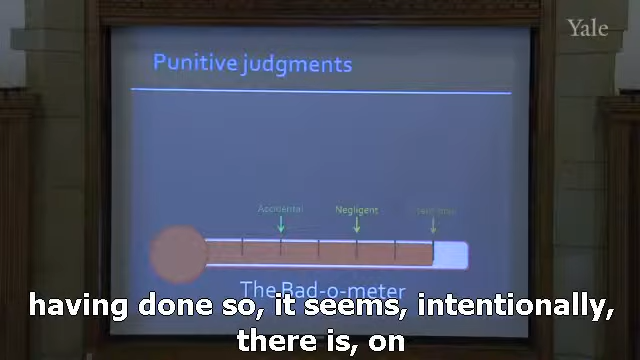 Yale
Punitive judgments
Accidental
Negligent
The Bad-o-meter
having done so, it seems, intentionally,
there is, on